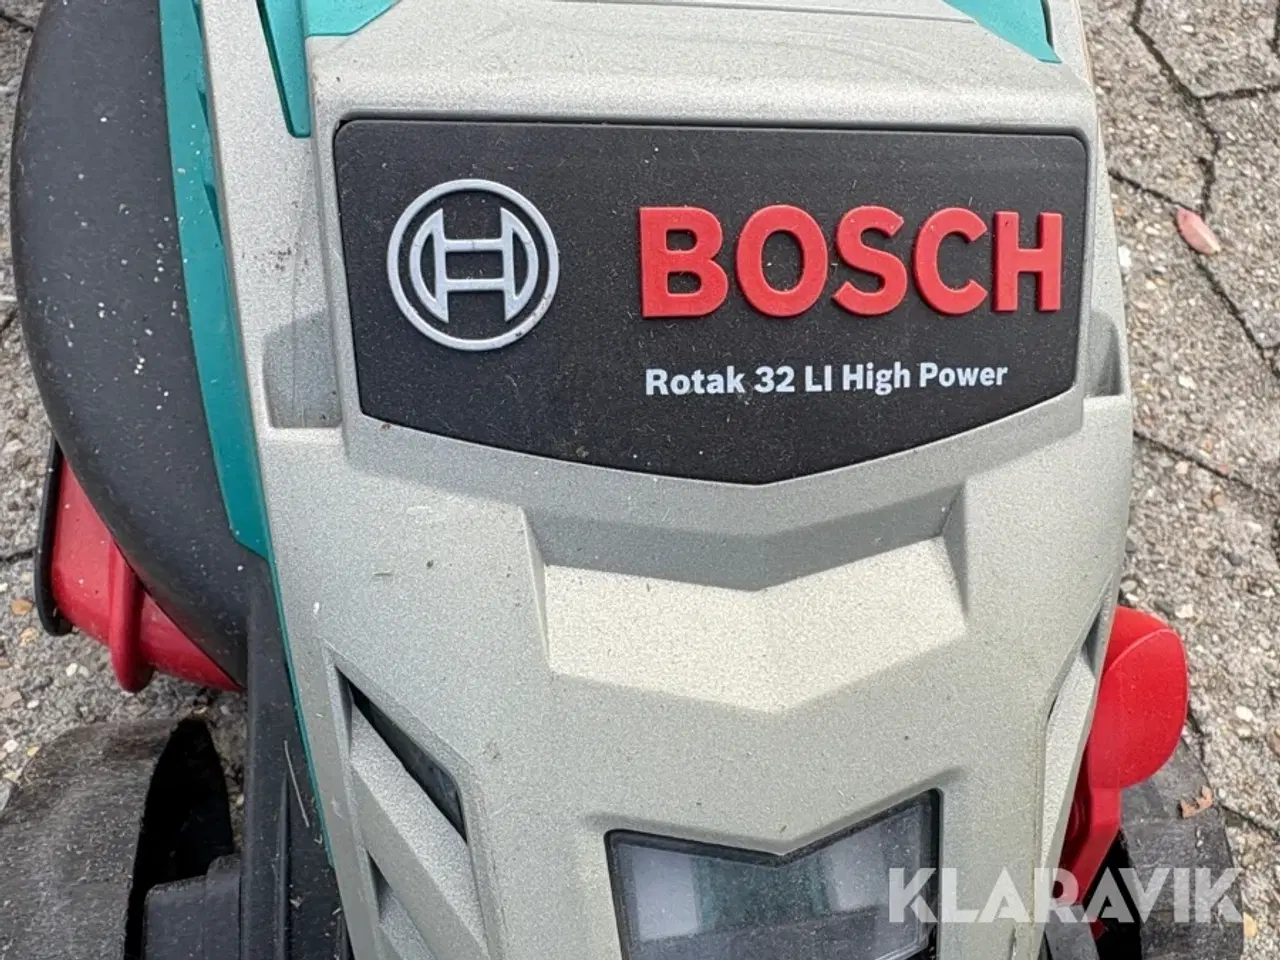 BOSCH
Rotak 32 LI High Power
KLARAVIK